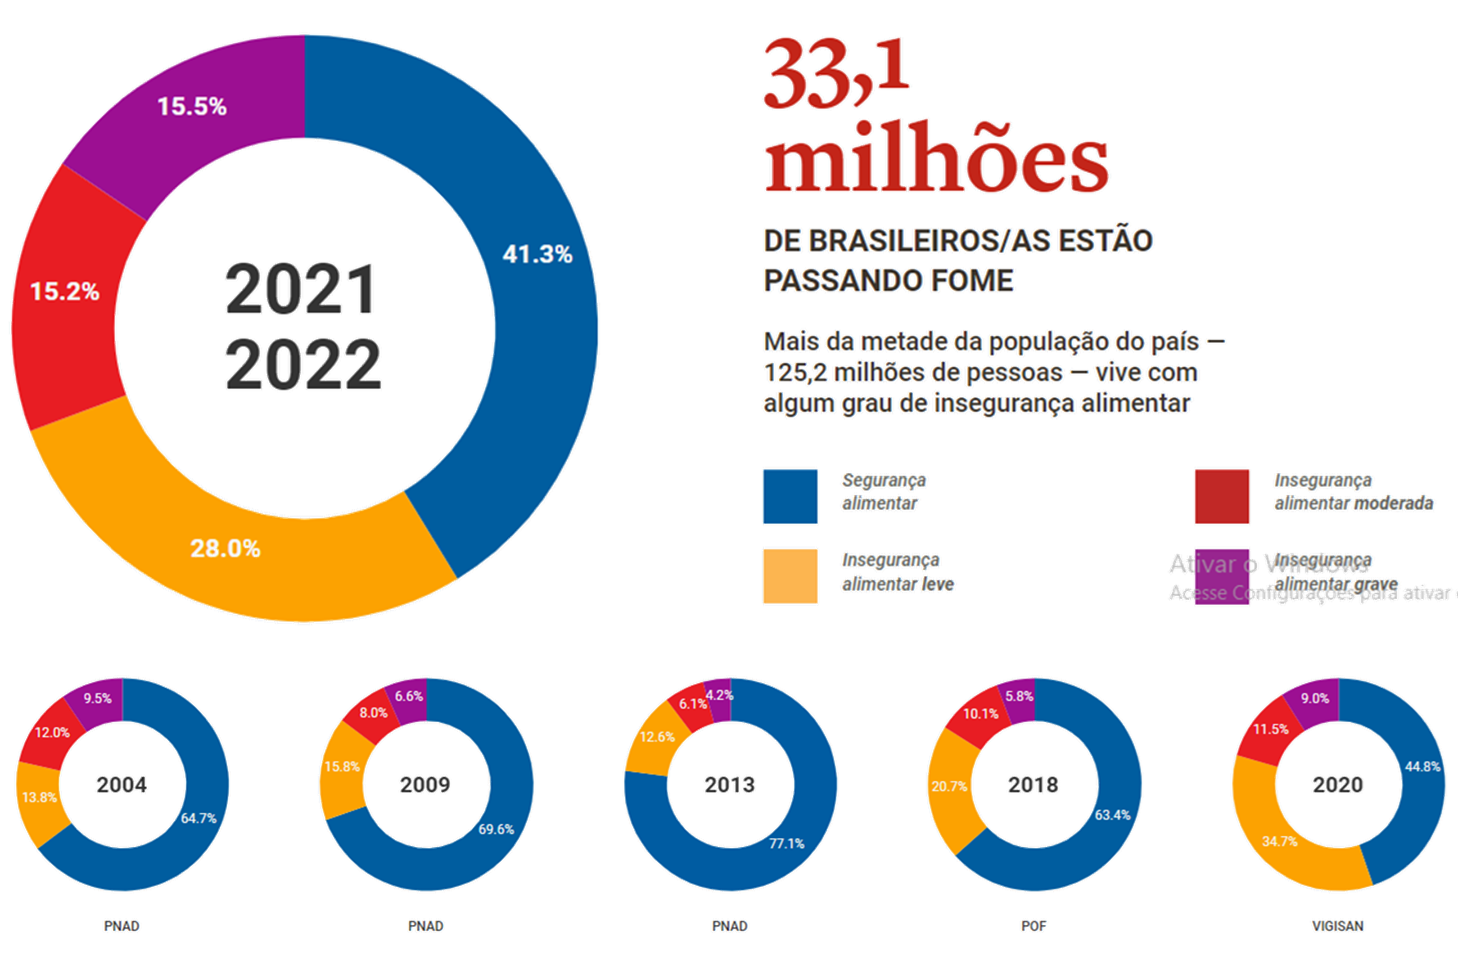 15.5%
41.3%
15.2%
28.0%
2021
2022
33,1
milhões
DE BRASILEIROS/AS ESTÃO
PASSANDO FOME
Mais da metade da população do país —
125,2 milhões de pessoas — vive com
algum grau de insegurança alimentar
Segurança
alimentar
Insegurança
alimentar moderada
Insegurança
alimentar leve
Insegurança
alimentar grave
Ativar o Windows
Acesse Configurações para ativar
9.5%
12.0%
13.8%
64.7%
2004
PNAD
6.6%
8.0%
15.8%
69.6%
2009
PNAD
4.2%
6.1%
12.6%
77.1%
2013
PNAD
5.8%
10.1%
20.7%
63.4%
2018
POF
9.0%
11.5%
44.8%
34.7%
2020
VIGISAN